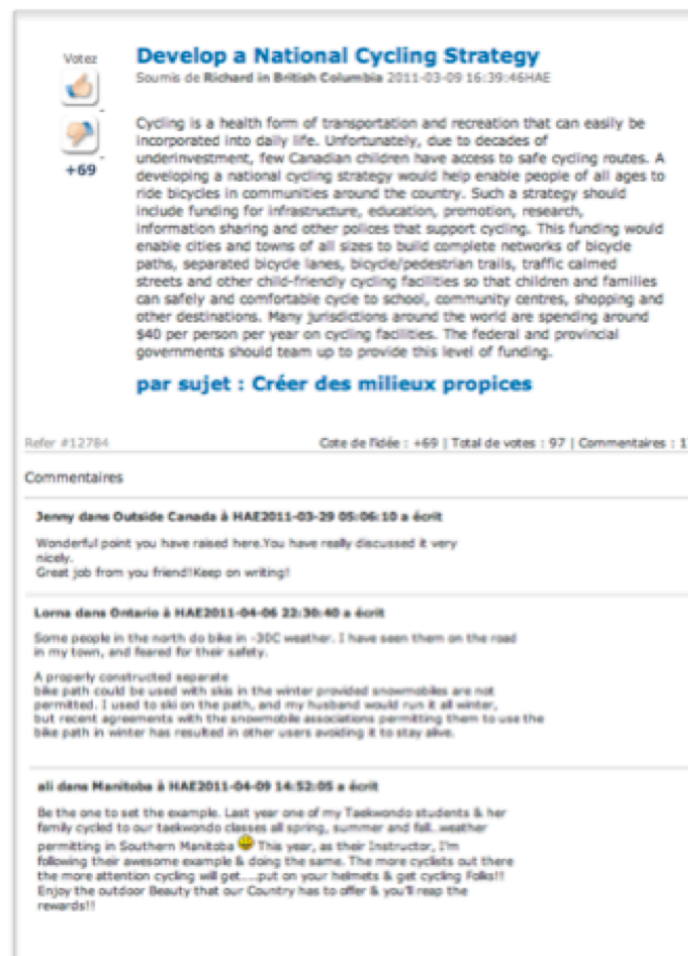 Votez
Develop a National Cycling Strategy
Soumis de Richard in British Columbia 2011-03-09 16:39:46HAE
+69
Cycling is a health form of transportation and recreation that can easily be
incorporated into daily life. Unfortunately, due to decades of
underinvestment, few Canadian children have access to safe cycling routes. A
developing a national cycling strategy would help enable people of all ages to
ride bicycles in communities around the country. Such a strategy should
include funding for infrastructure, education, promotion, research,
information sharing and other polices that support cycling. This funding would
enable cities and towns of all sizes to build complete networks of bicycle
paths, separated bicycle lanes, bicycle/pedestrian trails, traffic calmed
streets and other child-friendly cycling facilities so that children and families
can safely and comfortable cycle to school, community centres, shopping and
other destinations. Many jurisdictions around the world are spending around
$40 per person per year on cycling facilities. The federal and provincial
governments should team up to provide this level of funding.
par sujet : Créer des milieux propices
Refer #12784
Cote de l'idée : +69 | Total de votes : 97 | Commentaires :
Commentaires
Jenny dans Outside Canada à HAE2011-03-29 05:06:10 a écrit
Wonderful point you have raised here.You have really discussed it very
nicely.
Great job from you friend!Keep on writing!
Lorna dans Ontario à HAE2011-04-06 22:30:40 a écrit
Some people in the north do bike in -30C weather. I have seen them on the road
in my town, and feared for their safety.
A properly constructed separate
bike path could be used with skis in the winter provided snowmobiles are not
permitted. I used to ski on the path, and my husband would run it all winter,
but recent agreements with the snowmobile associations permitting them to use the
bike path in winter has resulted in other users avoiding it to stay alive.
ali dans Manitoba à HAE2011-04-09 14:52:05 a écrit
Be the one to set the example. Last year one of my Taekwondo students & her
family cycled to our taekwondo classes all spring, summer and fall..weather
permitting in Southern Manitoba This year, as their Instructor, I'm
following their awesome example & doing the same. The more cyclists out there
the more attention cycling will get....put on your helmets & get cycling Folks!!
Enjoy the outdoor Beauty that our Country has to offer & you'll reap the
rewards!!